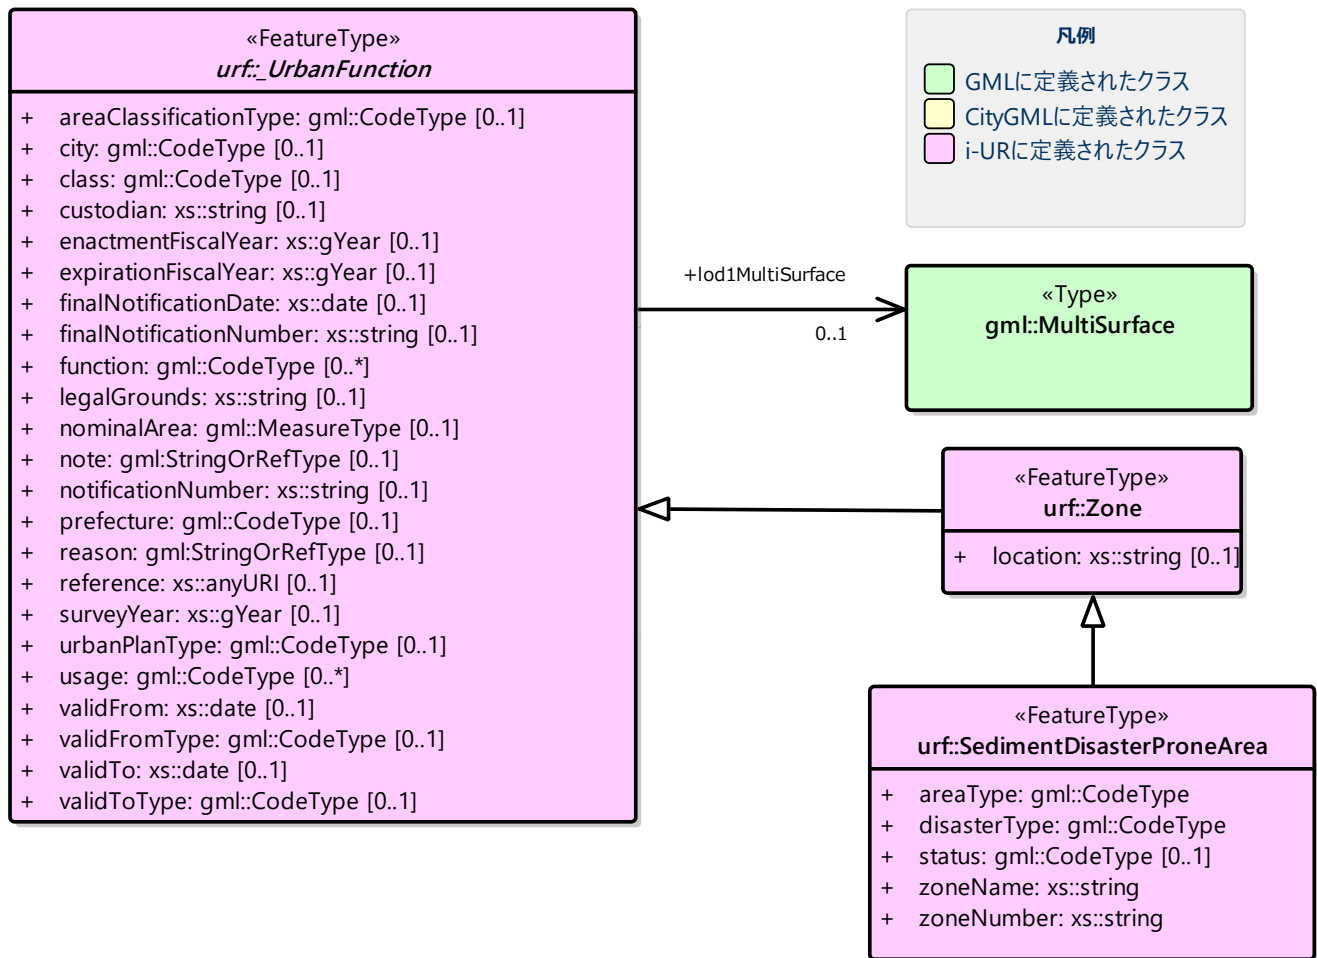 «FeatureType»
urf::_UrbanFunction
+ areaClassificationType: gml::CodeType [0..1]
+ city: gml::CodeType [0..1]
+ class: gml::CodeType [0..1]
+ custodian: xs::string [0..1]
+ enactmentFiscalYear: xs::gYear [0..1]
+ expirationFiscalYear: xs::gYear [0..1]
+ finalNotificationDate: xs::date [0..1]
+ finalNotificationNumber: xs::string [0..1]
+ function: gml::CodeType [0..*]
+ legalGrounds: xs::string [0..1]
+ nominalArea: gml::MeasureType [0..1]
+ note: gml:StringOrRefType [0..1]
+ notificationNumber: xs::string [0..1]
+ prefecture: gml::CodeType [0..1]
+ reason: gml:StringOrRefType [0..1]
+ reference: xs::anyURI [0..1]
+ surveyYear: xs::gYear [0..1]
+ urbanPlanType: gml::CodeType [0..1]
+ usage: gml::CodeType [0..*]
+ validFrom: xs::date [0..1]
+ validFromType: gml::CodeType [0..1]
+ validTo: xs::date [0..1]
+ validToType: gml::CodeType [0..1]
凡例
GMLに定義されたクラス
CityGMLに定義されたクラス
i-URに定義されたクラス
+lod1MultiSurface
0..1
«Type»
gml::MultiSurface
«FeatureType»
urf::Zone
+ location: xs::string [0..1]
«FeatureType»
urf::SedimentDisasterProneArea
+ areaType: gml::CodeType
+ disasterType: gml::CodeType
+ status: gml::CodeType [0..1]
+ zoneName: xs::string
+ zoneNumber: xs::string